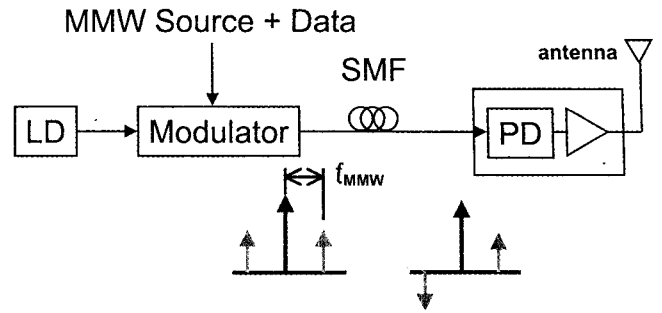 MMW Source + Data
SMF
antenna
LD
Modulator
PD
fMMW